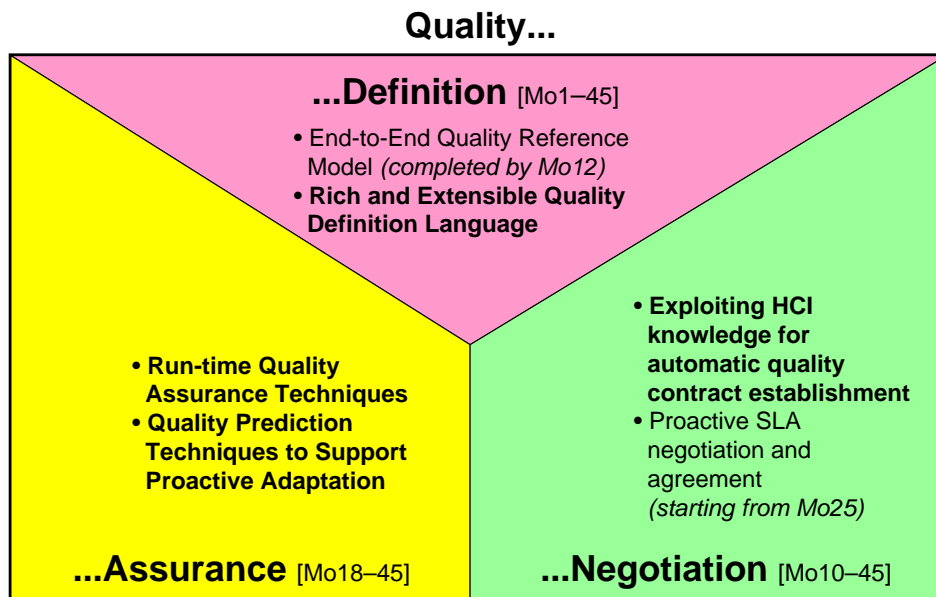 Quality...
...Definition [Mo1–45]
• End-to-End Quality Reference
Model (completed by Mo12)
• Rich and Extensible Quality
Definition Language
• Run-time Quality
Assurance Techniques
• Quality Prediction
Techniques to Support
Proactive Adaptation
...Assurance [Mo18–45]
• Exploiting HCI
knowledge for
automatic quality
contract establishment
• Proactive SLA
negotiation and
agreement
(starting from Mo25)
...Negotiation [Mo10–45]